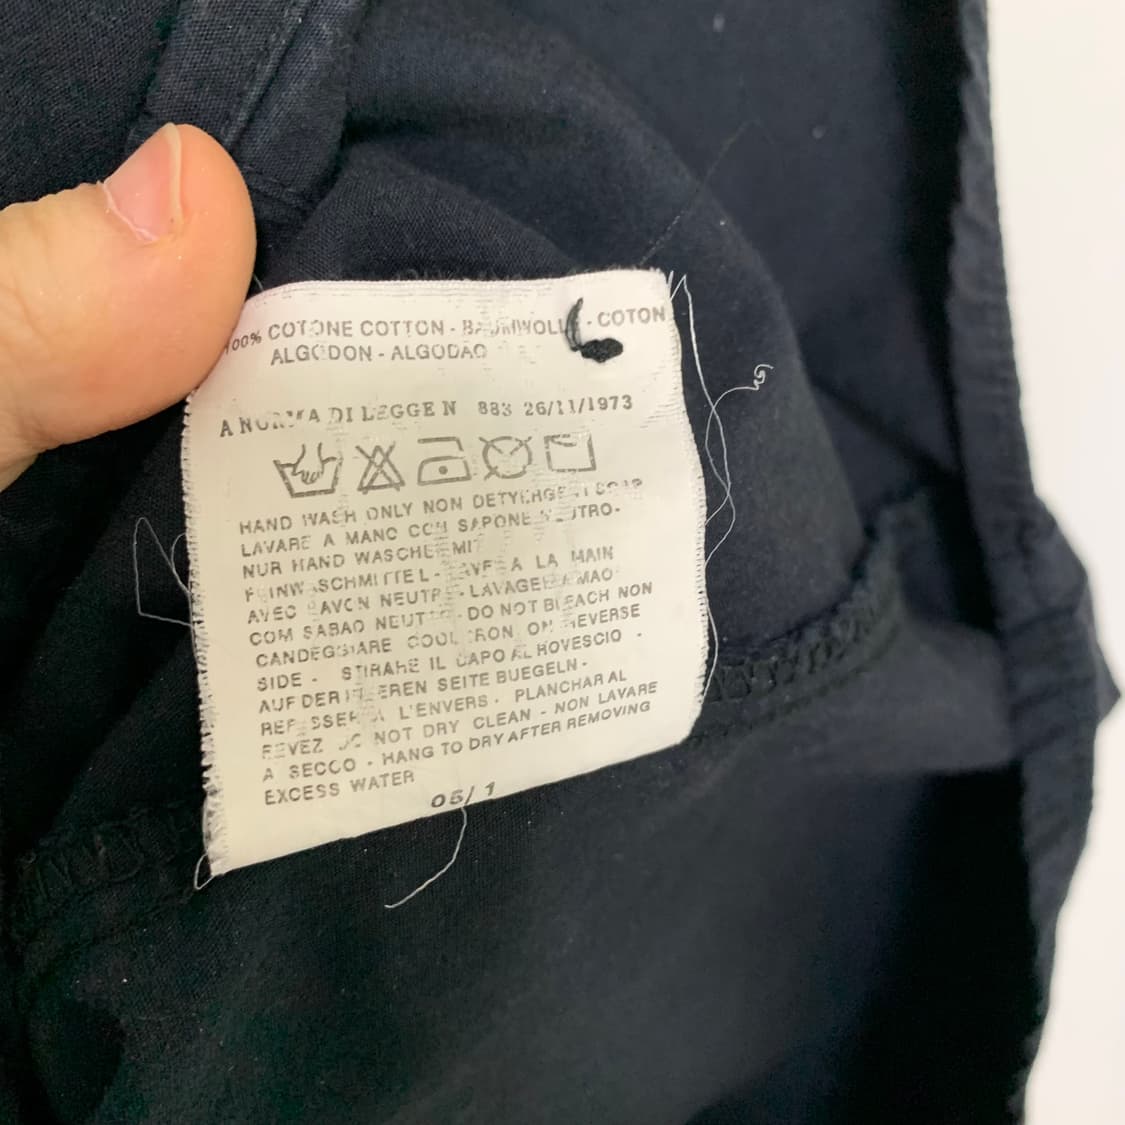 100% COTONE COTTON - BAUMWOLLE - COTON
ALGODON - ALGODAO
A NORMA DI LEGGE N 883 26/11/1973
HAND WASH ONLY NON DETERGENT SOAP
LAVARE A MANO CON SAPONE NEUTRO-
NUR HAND WASCHE MIT
FEINWASCHMITTEL - A LA MAIN
AVEC SAVON NEUTRE - LAVAGEM A MAO
COM SABAO NEUTRO - DO NOT BLEACH NON
CANDEGGIARE COOL IRON ON REVERSE
SIDE - STIRARE IL CAPO AL ROVESCIO -
AUF DER SEITE BUEGELN -
A L'ENVERS. PLANCHAR AL
REVEZ DO NOT DRY CLEAN - NON LAVARE
A SECCO - HANG TO DRY AFTER REMOVING
EXCESS WATER
05/1